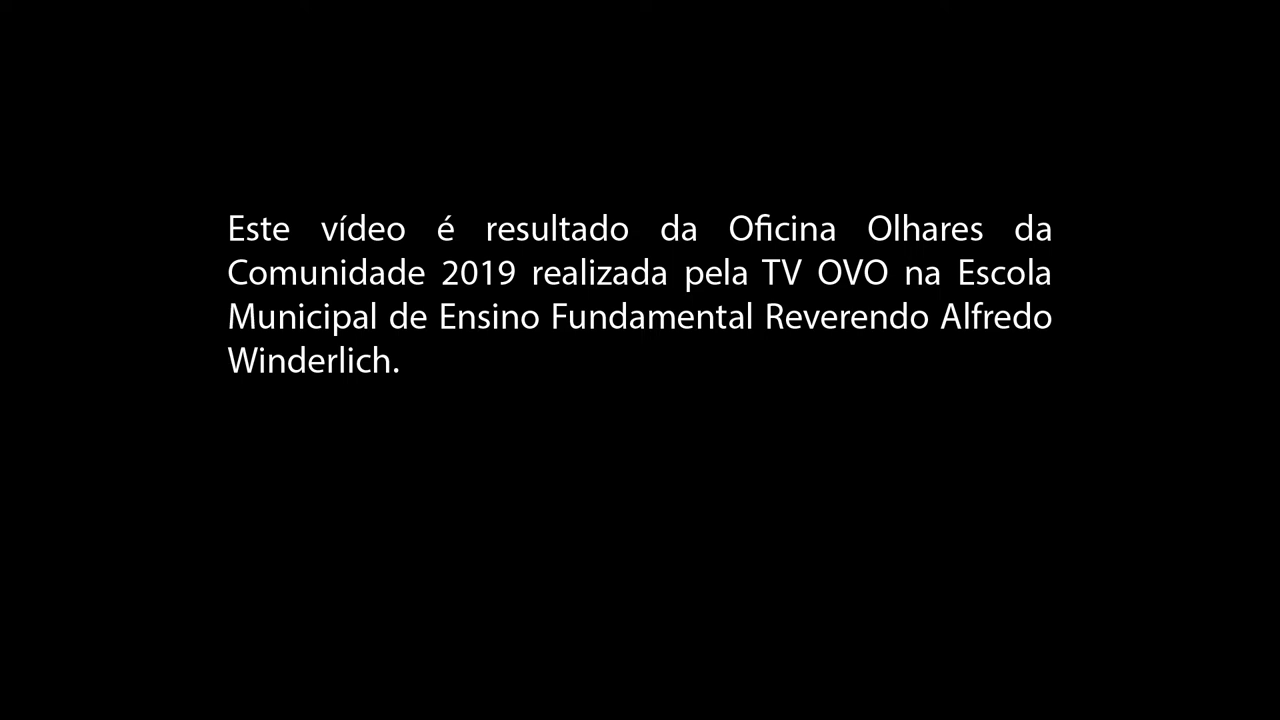 Este vídeo é resultado da Oficina Olhares da
Comunidade 2019 realizada pela TV OVO na Escola
Municipal de Ensino Fundamental Reverendo Alfredo
Winderlich.